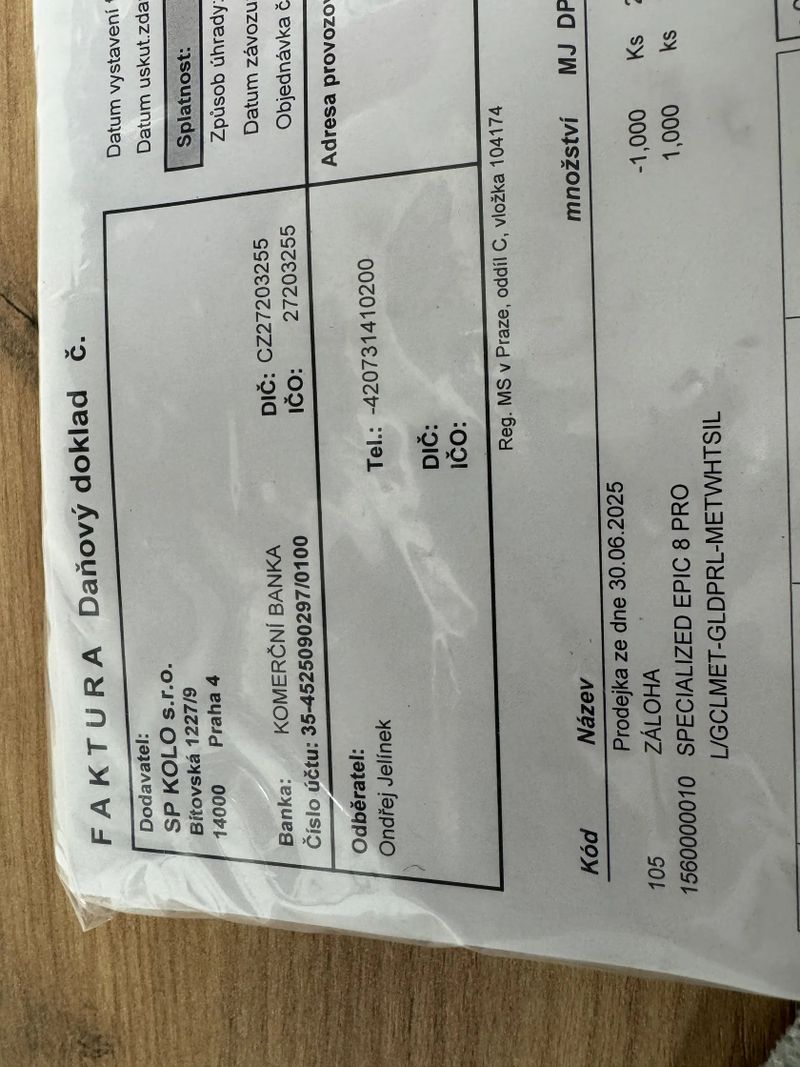 FAKTURA Daňový doklad č.
Dodavatel:
SP KOLO s.r.o.
Bítovská 1227/9
14000 Praha 4
DIČ: CZ27203255
IČO: 27203255
Banka: KOMERČNÍ BANKA
Číslo účtu: 35-4525090297/0100
Datum vystavení
Datum uskut.zda
Splatnost:
Způsob úhrady:
Datum závozu
Objednávka č
Odběratel:
Ondřej Jelínek
Tel.: -420731410200
DIČ:
IČO:
Adresa provozov
Reg. MS v Praze, oddíl C, vložka 104174
Kód Název množství MJ DP
Prodejka ze dne 30.06.2025
105 ZÁLOHA -1,000 Ks
1560000010 SPECIALIZED EPIC 8 PRO 1,000 ks
L/GCLMET-GLDPRL-METWHTSIL